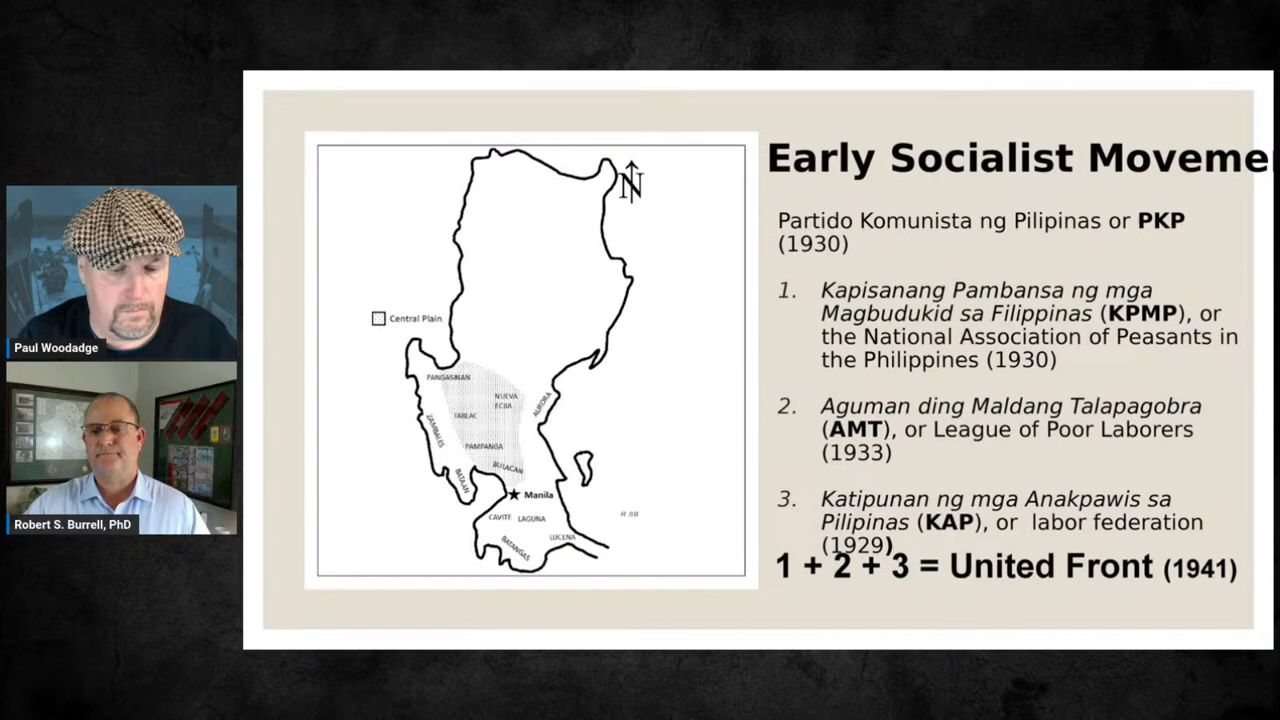 Early Socialist Moveme
Partido Komunista ng Pilipinas or PKP
(1930)
1. Kapisanang Pambansa ng mga
Magbudukid sa Filippinas (KPMP), or
the National Association of Peasants in
the Philippines (1930)
2. Aguman ding Maldang Talapagobra
(AMT), or League of Poor Laborers
(1933)
3. Katipunan ng mga Anakpawis sa
Pilipinas (KAP), or labor federation
(1929)
1 + 2 + 3 = United Front (1941)
N
Central Plain
PANGASINAN
NUEVA
ECIJA
AURORA
TARLAC
ZAMBALES
PAMPANGA
BULACAN
BATAAN
Manila
CAVITE
LAGUNA
LUCENA
BATANGAS
R SB
Paul Woodadge
Robert S. Burrell, PhD